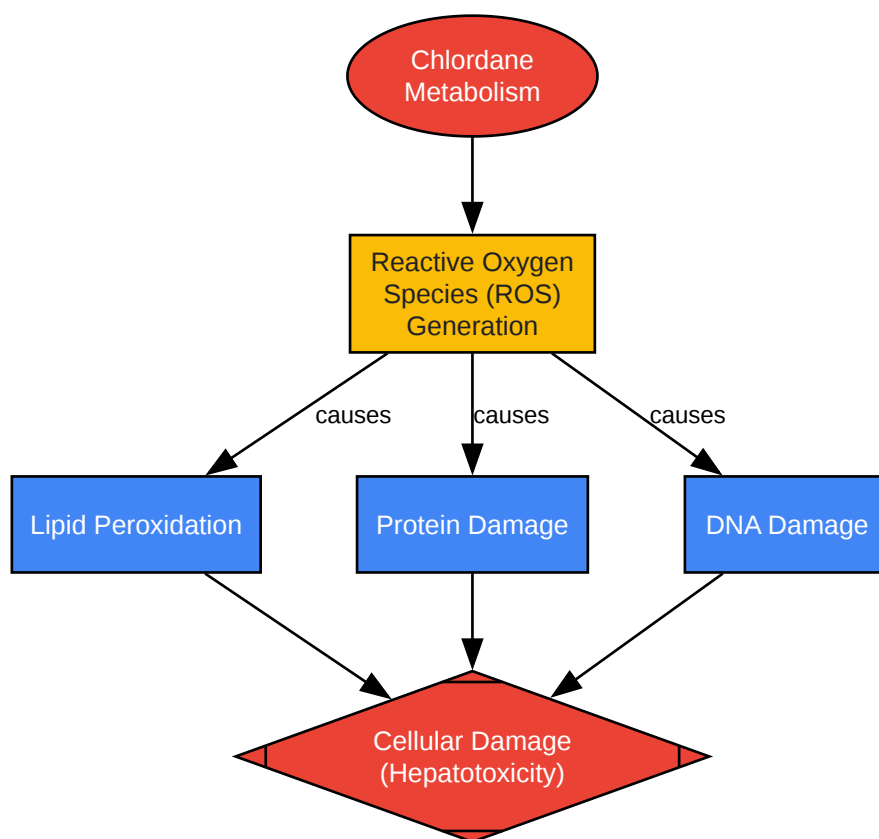 Chlordane
Metabolism
Reactive Oxygen
Species (ROS)
Generation
causes
causes
causes
Lipid Peroxidation
Protein Damage
DNA Damage
Cellular Damage
(Hepatotoxicity)